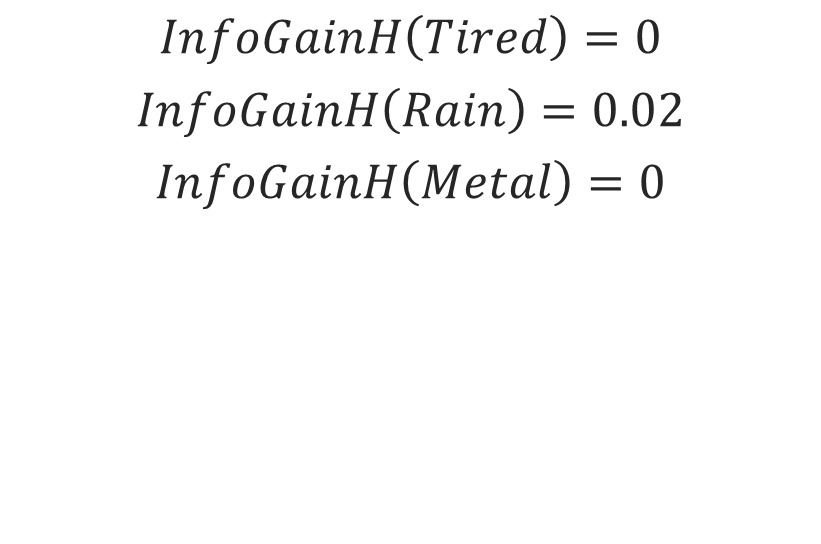 InfoGainH(Tired) = 0
InfoGainH(Rain) = 0.02
InfoGainH(Metal) = 0